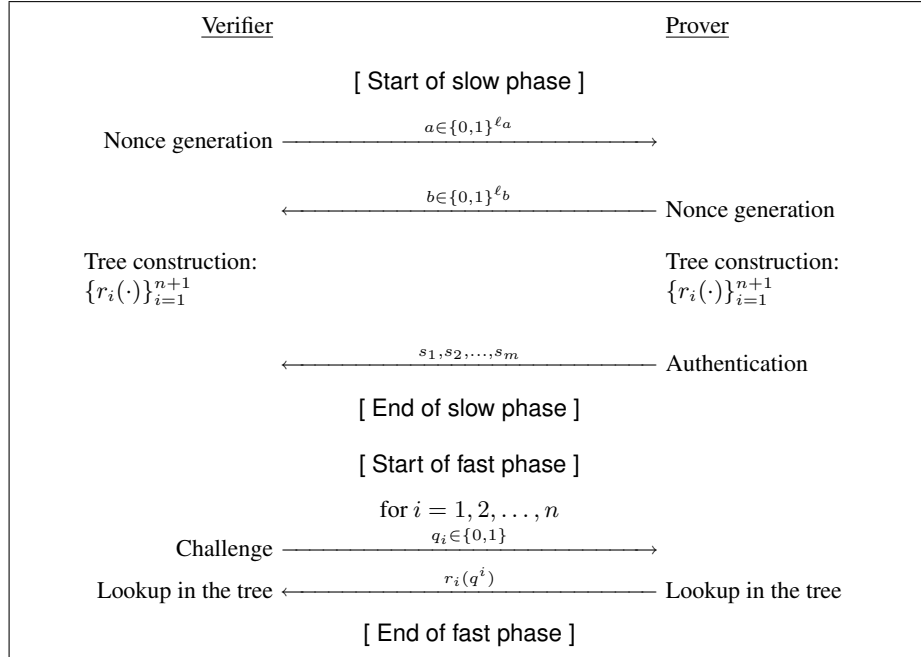 Verifier Prover
[ Start of slow phase ]
a∈{0,1}^{ℓ_a}
Nonce generation
b∈{0,1}^{ℓ_b}
Nonce generation
Tree construction: Tree construction:
{r_i(·)}_{i=1}^{n+1} {r_i(·)}_{i=1}^{n+1}
s_1,s_2,...,s_m
Authentication
[ End of slow phase ]
[ Start of fast phase ]
for i = 1, 2, . . . , n
q_i∈{0,1}
Challenge
r_i(q^i)
Lookup in the tree Lookup in the tree
[ End of fast phase ]